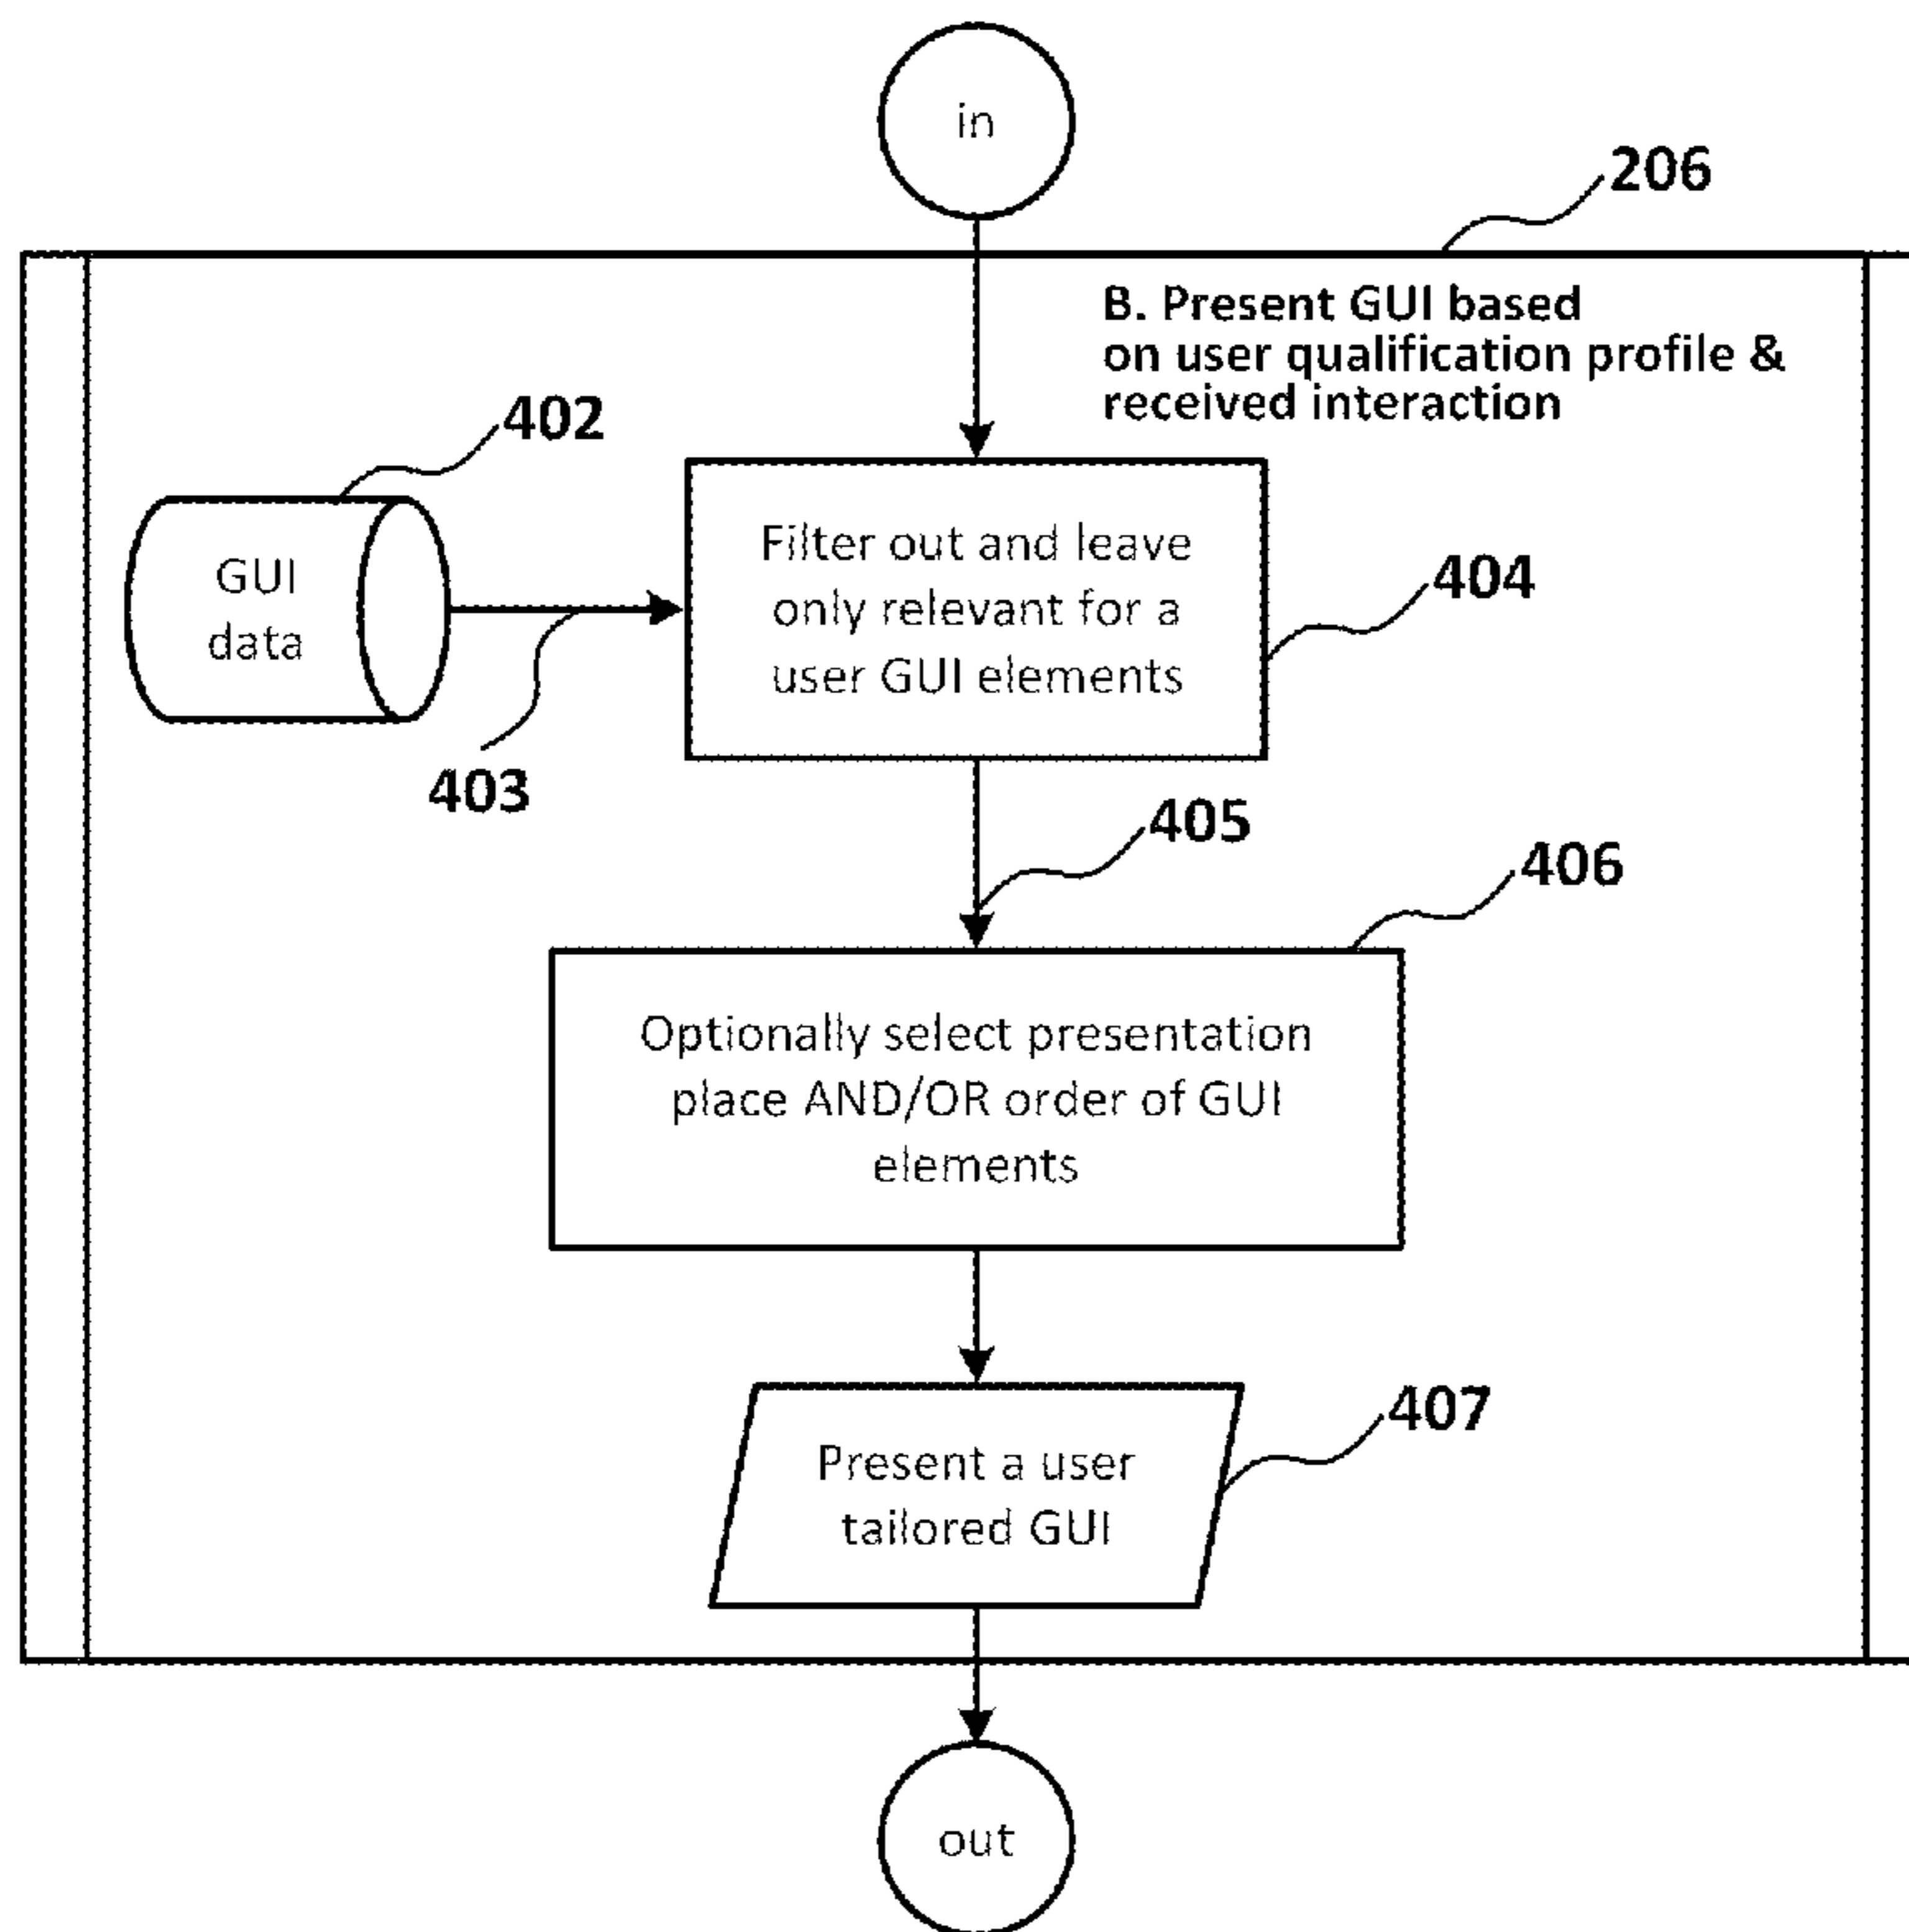 in
206
B. Present GUI based
on user qualification profile &
received interaction
402
GUI
data
403
Filter out and leave
only relevant for a
user GUI elements
404
405
406
Optionally select presentation
place AND/OR order of GUI
elements
407
Present a user
tailored GUI
out